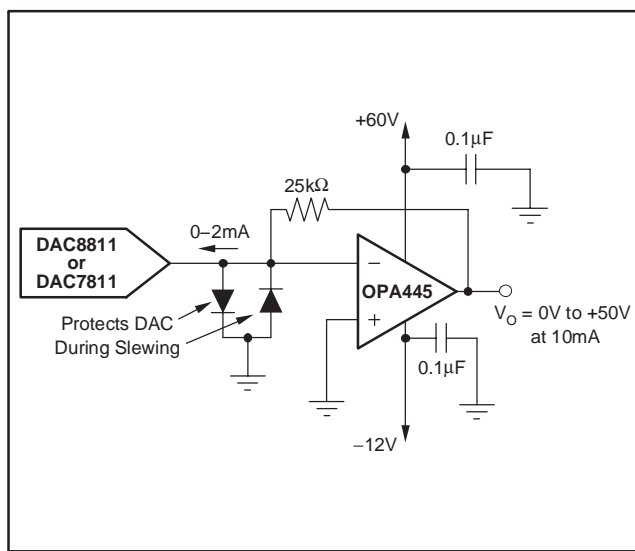 +60V
0.1μF
25kΩ
0–2mA
DAC8811
or
DAC7811
–
OPA445
+
Protects DAC
During Slewing
V_O = 0V to +50V
at 10mA
0.1μF
–12V